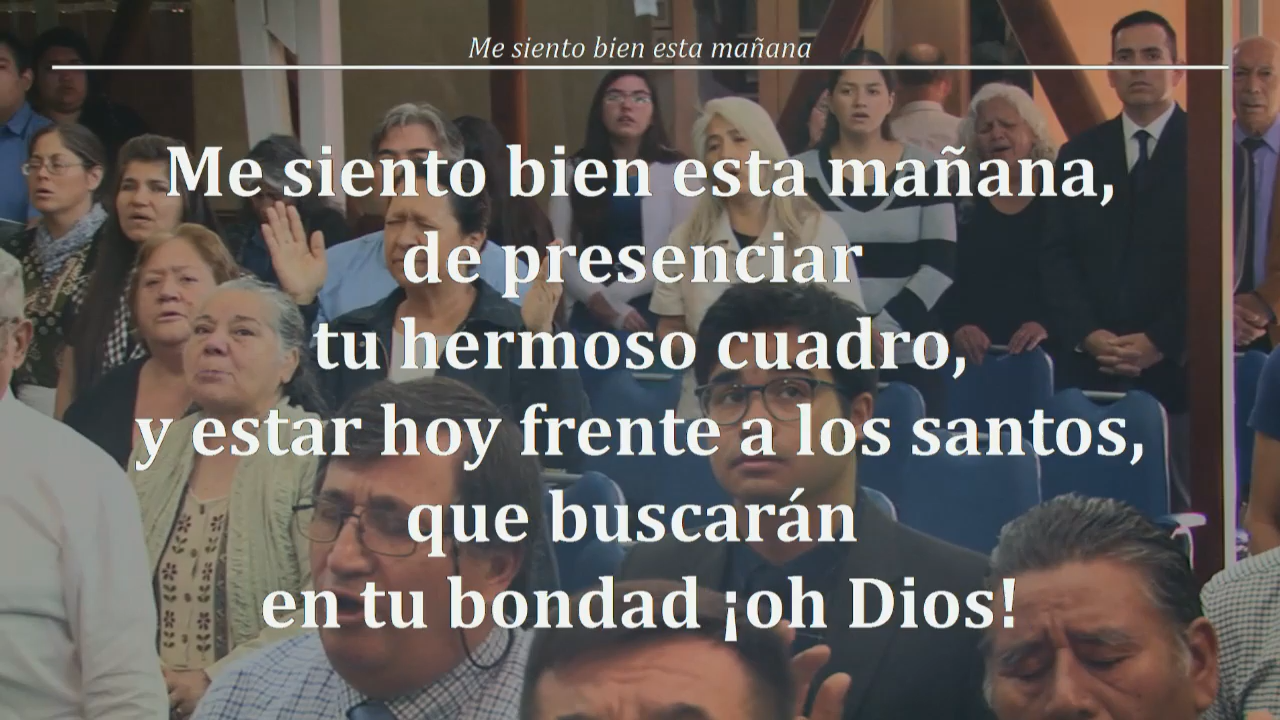 Me siento bien esta mañana
Me siento bien esta mañana,
de presenciar
tu hermoso cuadro,
y estar hoy frente a los santos,
que buscarán
en tu bondad ¡oh Dios!